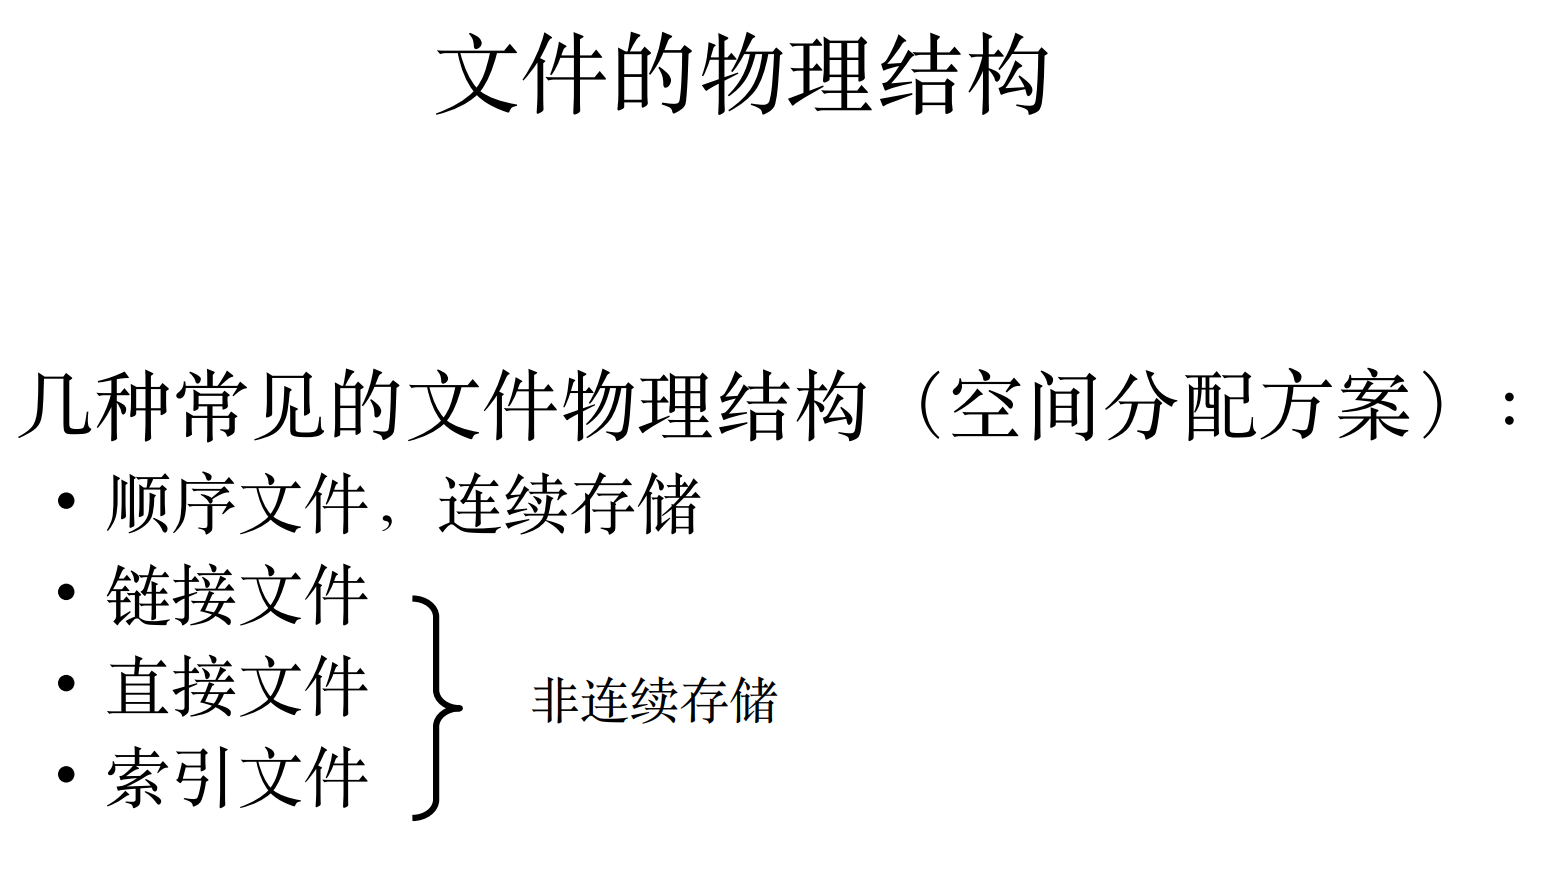 文件的物理结构
几种常见的文件物理结构（空间分配方案）：
• 顺序文件，连续存储
• 链接文件
• 直接文件
非连续存储
• 索引文件